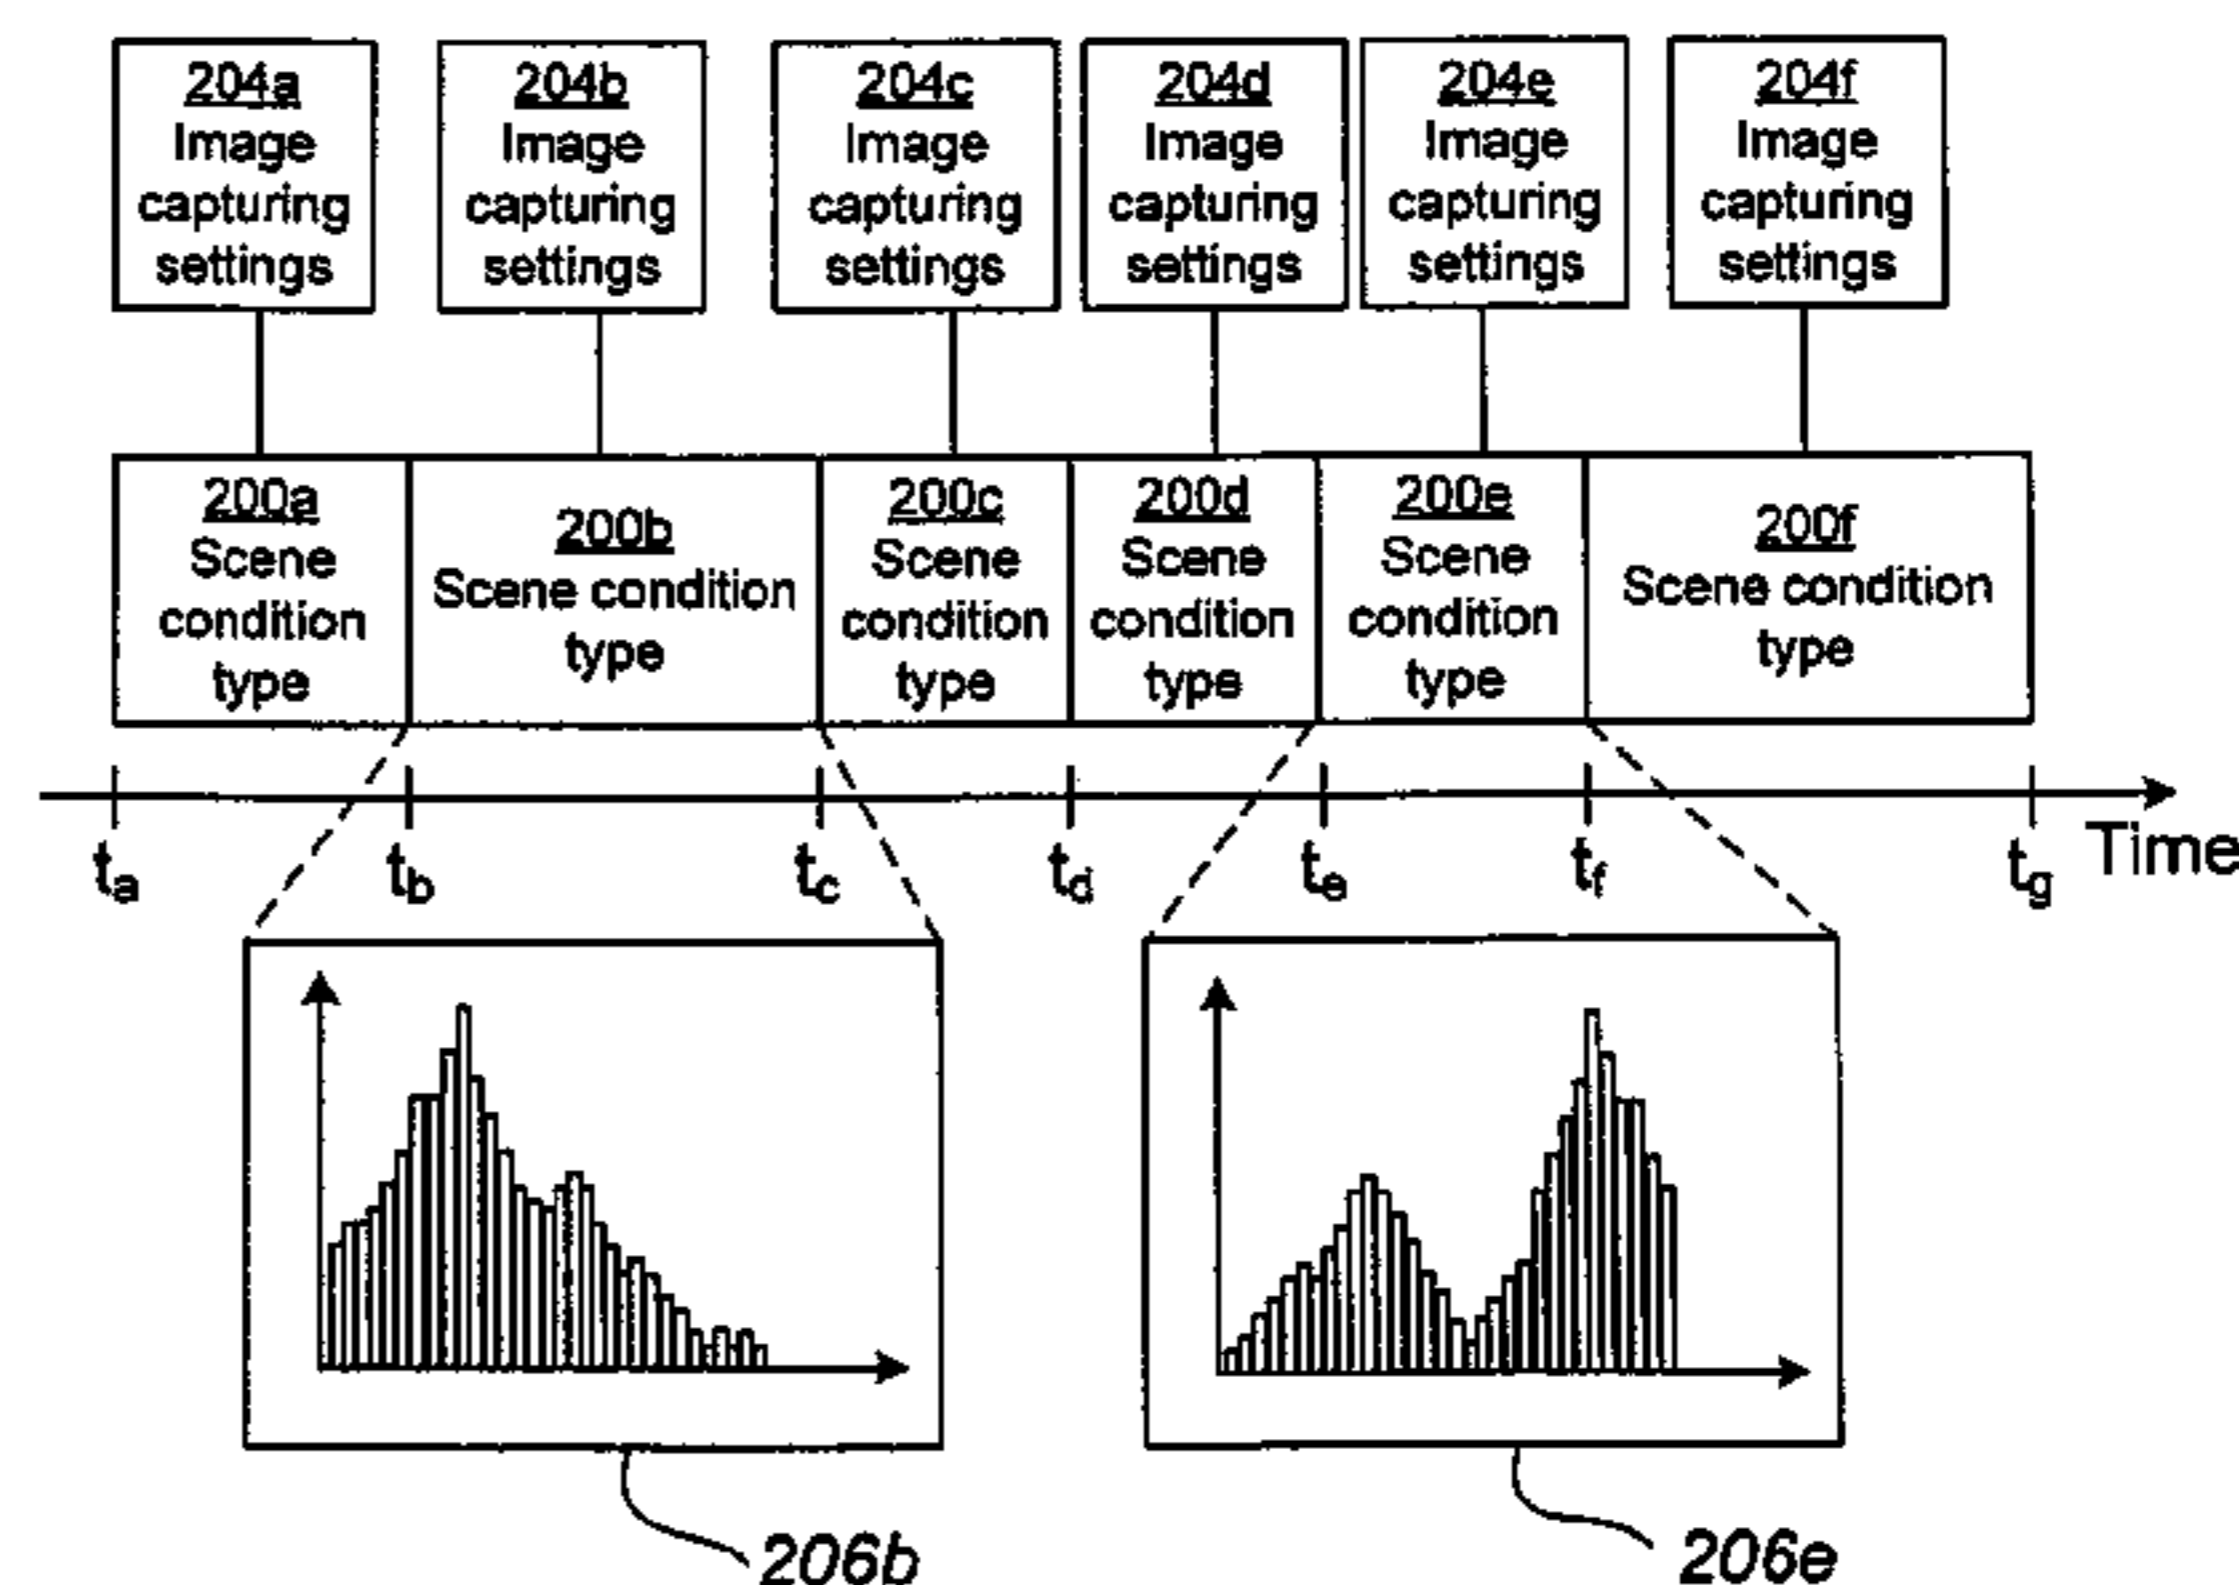 204a
Image
capturing
settings
204b
Image
capturing
settings
204c
Image
capturing
settings
204d
Image
capturing
settings
204e
Image
capturing
settings
204f
Image
capturing
settings
200a
Scene
condition
type
200b
Scene condition
type
200c
Scene
condition
type
200d
Scene
condition
type
200e
Scene
condition
type
200f
Scene condition
type
ta
tb
tc
td
te
tf
tg
Time
206b
206e